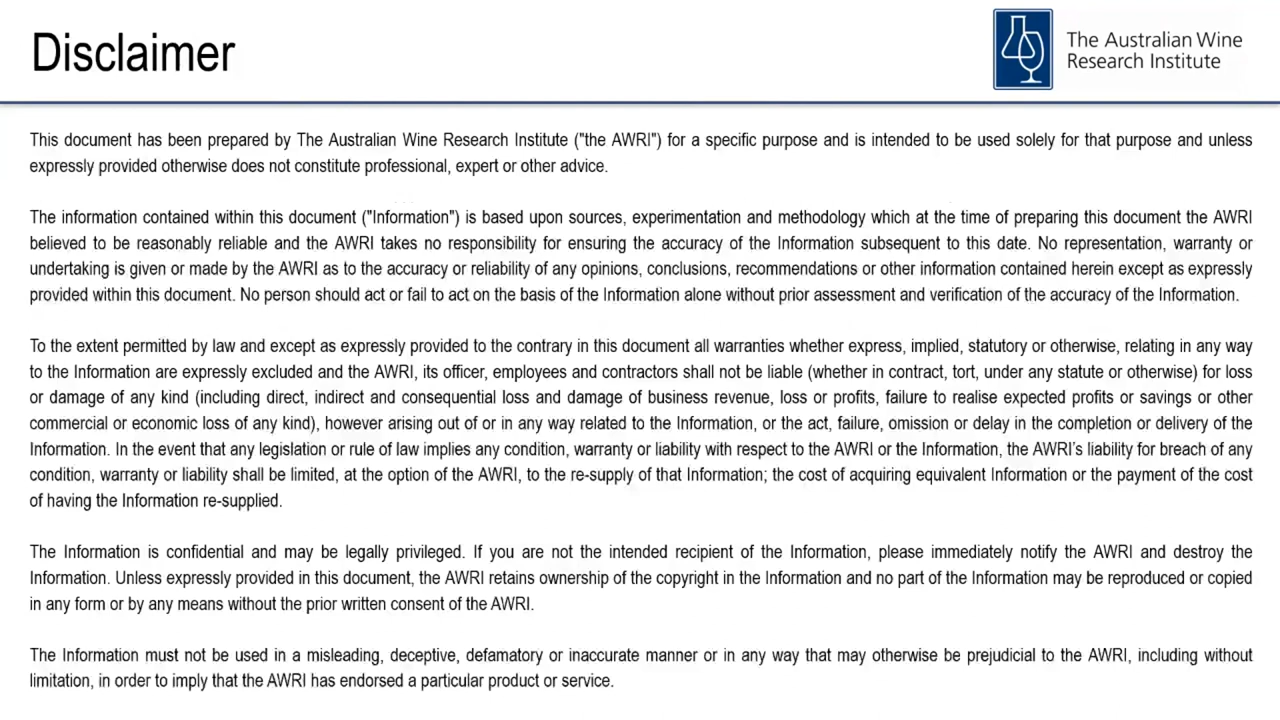 Disclaimer
The Australian Wine
Research Institute
This document has been prepared by The Australian Wine Research Institute ("the AWRI") for a specific purpose and is intended to be used solely for that purpose and unless
expressly provided otherwise does not constitute professional, expert or other advice.
The information contained within this document ("Information") is based upon sources, experimentation and methodology which at the time of preparing this document the AWRI
believed to be reasonably reliable and the AWRI takes no responsibility for ensuring the accuracy of the Information subsequent to this date. No representation, warranty or
undertaking is given or made by the AWRI as to the accuracy or reliability of any opinions, conclusions, recommendations or other information contained herein except as expressly
provided within this document. No person should act or fail to act on the basis of the Information alone without prior assessment and verification of the accuracy of the Information.
To the extent permitted by law and except as expressly provided to the contrary in this document all warranties whether express, implied, statutory or otherwise, relating in any way
to the Information are expressly excluded and the AWRI, its officer, employees and contractors shall not be liable (whether in contract, tort, under any statute or otherwise) for loss
or damage of any kind (including direct, indirect and consequential loss and damage of business revenue, loss or profits, failure to realise expected profits or savings or other
commercial or economic loss of any kind), however arising out of or in any way related to the Information, or the act, failure, omission or delay in the completion or delivery of the
Information. In the event that any legislation or rule of law implies any condition, warranty or liability with respect to the AWRI or the Information, the AWRI's liability for breach of any
condition, warranty or liability shall be limited, at the option of the AWRI, to the re-supply of that Information; the cost of acquiring equivalent Information or the payment of the cost
of having the Information re-supplied.
The Information is confidential and may be legally privileged. If you are not the intended recipient of the Information, please immediately notify the AWRI and destroy the
Information. Unless expressly provided in this document, the AWRI retains ownership of the copyright in the Information and no part of the Information may be reproduced or copied
in any form or by any means without the prior written consent of the AWRI.
The Information must not be used in a misleading, deceptive, defamatory or inaccurate manner or in any way that may otherwise be prejudicial to the AWRI, including without
limitation, in order to imply that the AWRI has endorsed a particular product or service.